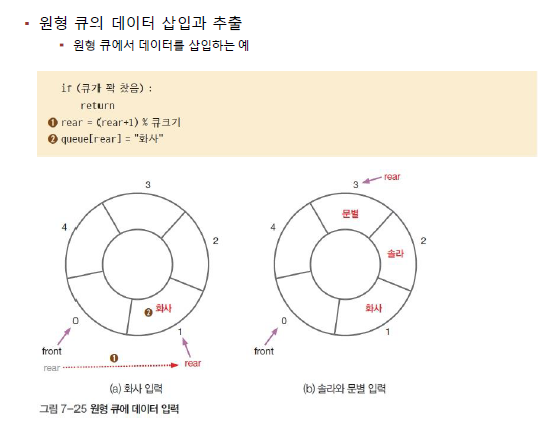 원형 큐의 데이터 삽입과 추출
원형 큐에서 데이터를 삽입하는 예
if (큐가 꽉 찼음) :
return
❶ rear = (rear+1) % 큐크기
❷ queue[rear] = "화사"
3
4
2
❷ 화사
0
1
front
rear
❶
rear
(a) 화사 입력
3
rear
문별
4
2
솔라
화사
0
1
front
(b) 솔라와 문별 입력
그림 7-25 원형 큐에 데이터 입력